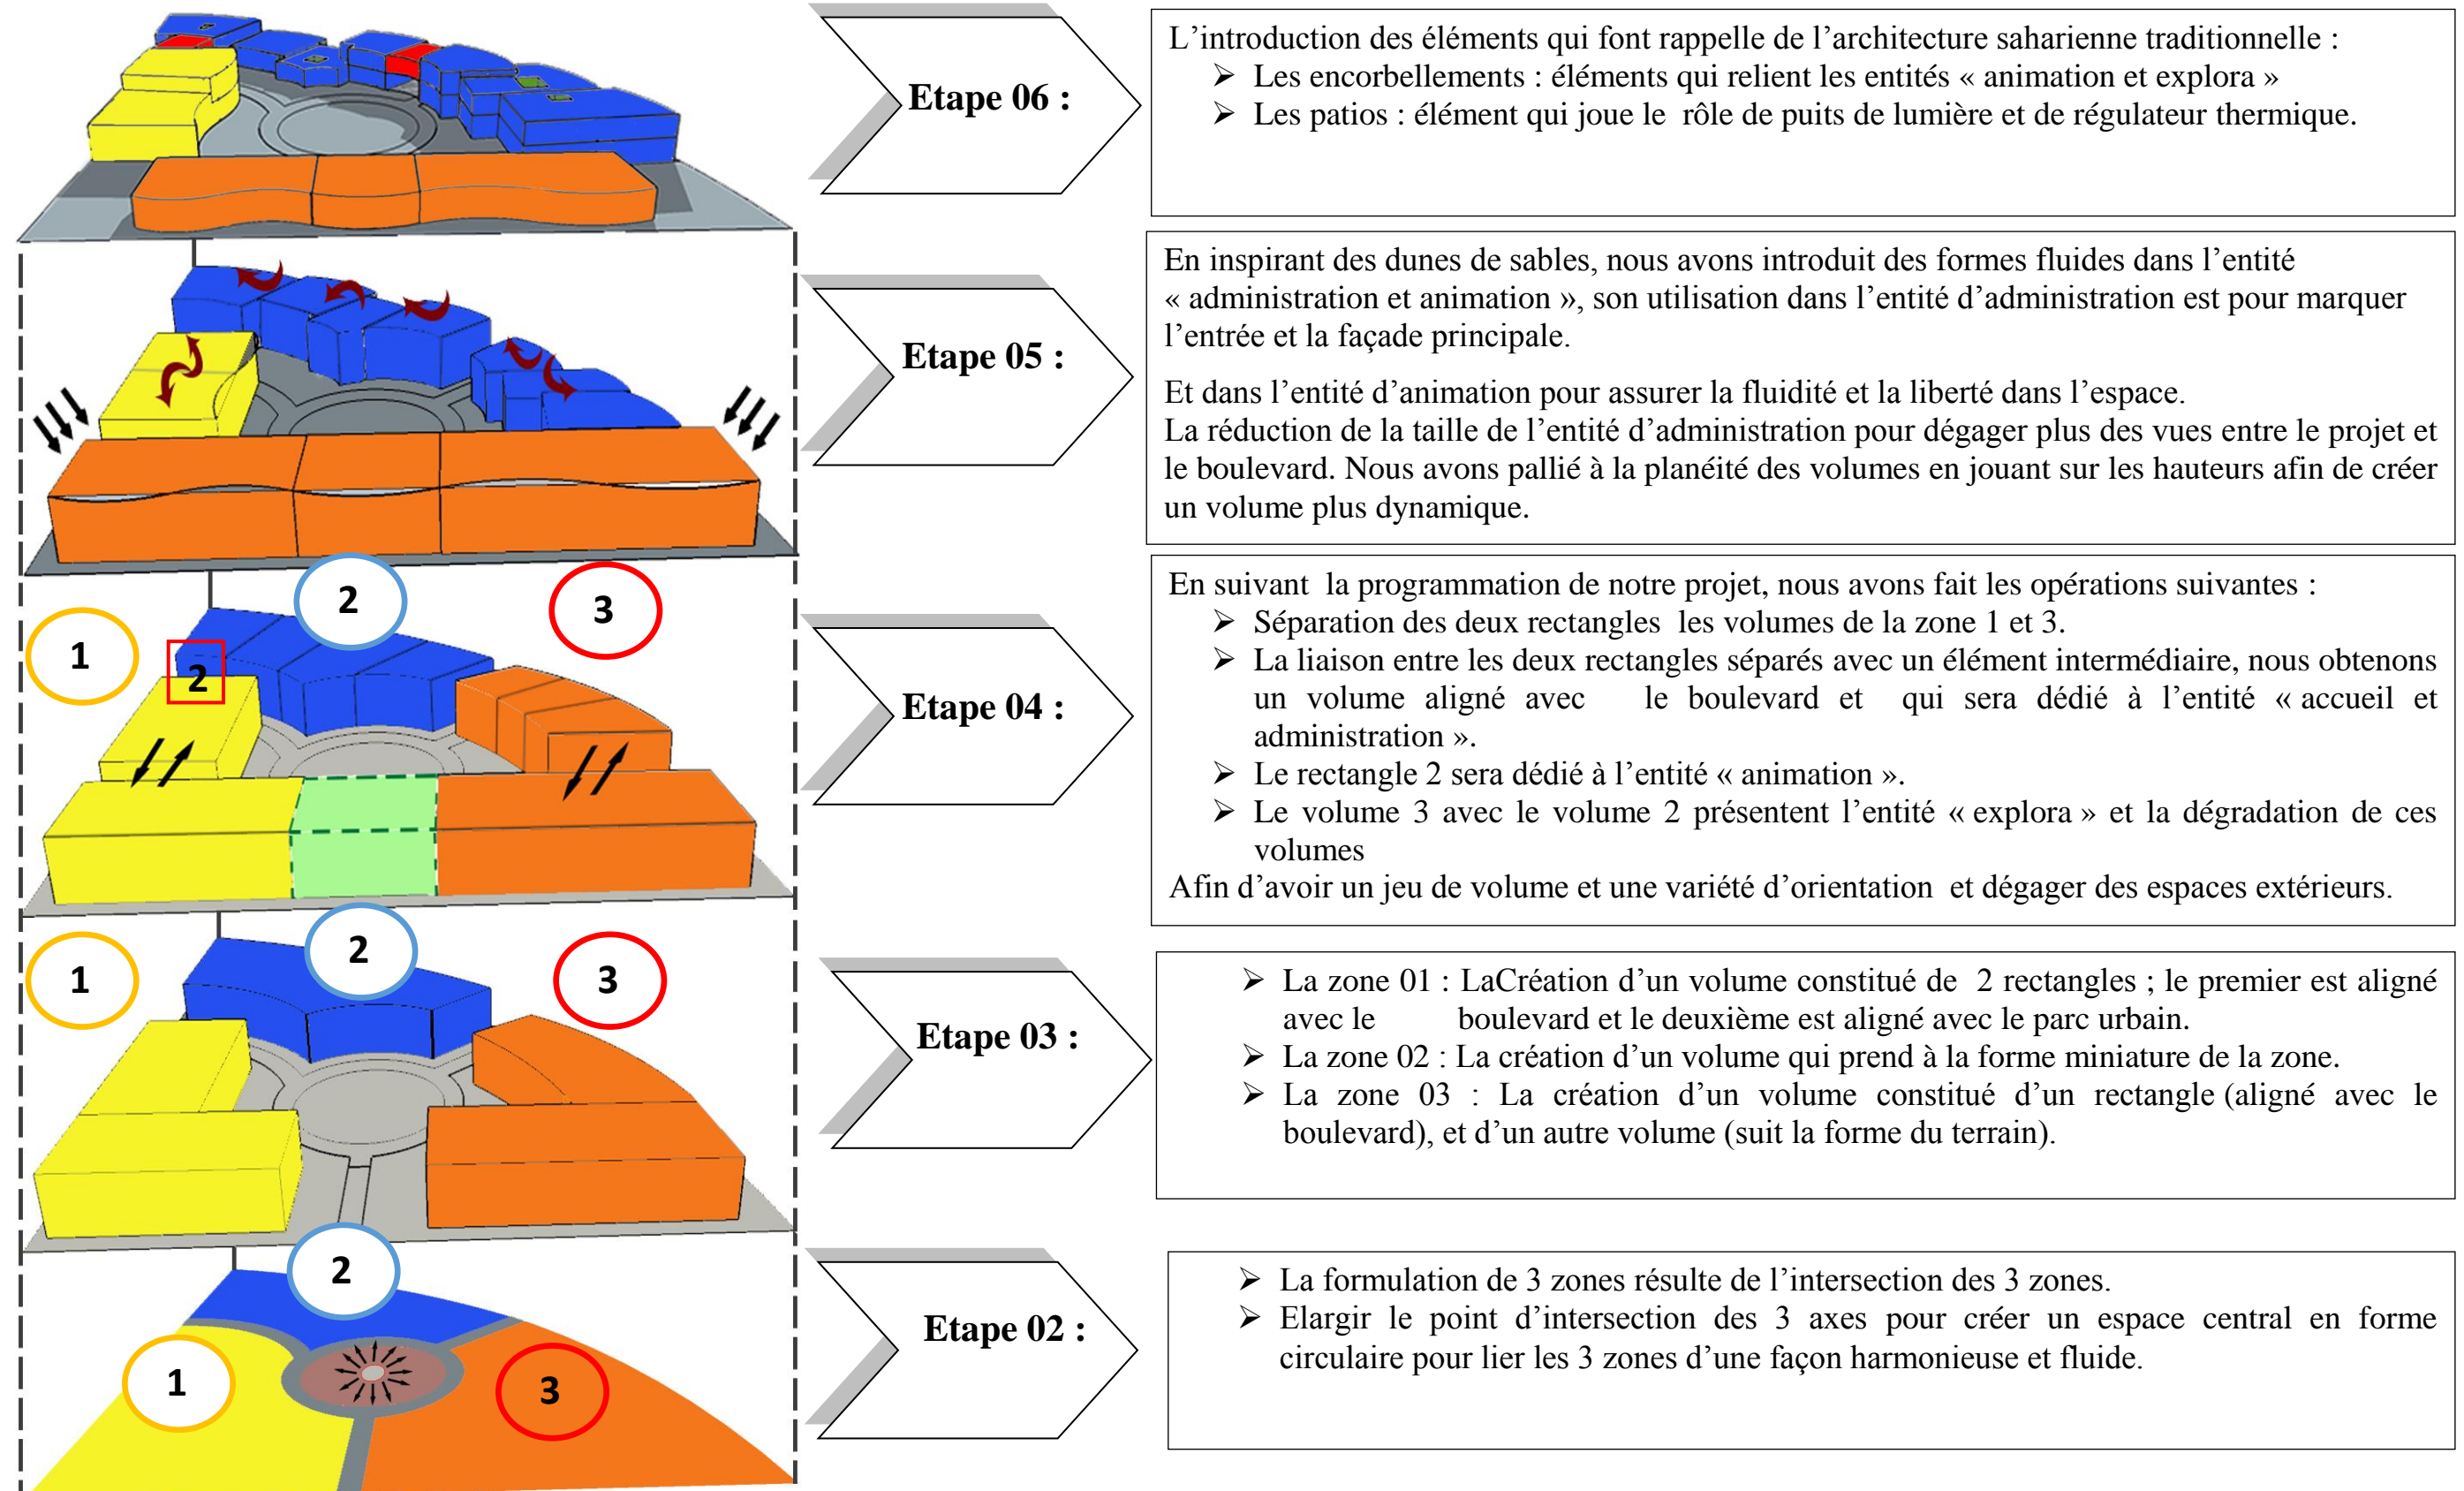 Etape 06 :
L’introduction des éléments qui font rappelle de l’architecture saharienne traditionnelle :
➢ Les encorbellements : éléments qui relient les entités « animation et explora »
➢ Les patios : élément qui joue le rôle de puits de lumière et de régulateur thermique.
Etape 05 :
En inspirant des dunes de sables, nous avons introduit des formes fluides dans l’entité
« administration et animation », son utilisation dans l’entité d’administration est pour marquer
l’entrée et la façade principale.
Et dans l’entité d’animation pour assurer la fluidité et la liberté dans l’espace.
La réduction de la taille de l’entité d’administration pour dégager plus des vues entre le projet et
le boulevard. Nous avons pallié à la planéité des volumes en jouant sur les hauteurs afin de créer
un volume plus dynamique.
1
2
3
2
Etape 04 :
En suivant la programmation de notre projet, nous avons fait les opérations suivantes :
➢ Séparation des deux rectangles les volumes de la zone 1 et 3.
➢ La liaison entre les deux rectangles séparés avec un élément intermédiaire, nous obtenons
un volume aligné avec le boulevard et qui sera dédié à l’entité « accueil et
administration ».
➢ Le rectangle 2 sera dédié à l’entité « animation ».
➢ Le volume 3 avec le volume 2 présentent l’entité « explora » et la dégradation de ces
volumes
Afin d’avoir un jeu de volume et une variété d’orientation et dégager des espaces extérieurs.
1
2
3
Etape 03 :
➢ La zone 01 : LaCréation d’un volume constitué de 2 rectangles ; le premier est aligné
avec le boulevard et le deuxième est aligné avec le parc urbain.
➢ La zone 02 : La création d’un volume qui prend à la forme miniature de la zone.
➢ La zone 03 : La création d’un volume constitué d’un rectangle (aligné avec le
boulevard), et d’un autre volume (suit la forme du terrain).
1
2
3
Etape 02 :
➢ La formulation de 3 zones résulte de l’intersection des 3 zones.
➢ Elargir le point d’intersection des 3 axes pour créer un espace central en forme
circulaire pour lier les 3 zones d’une façon harmonieuse et fluide.